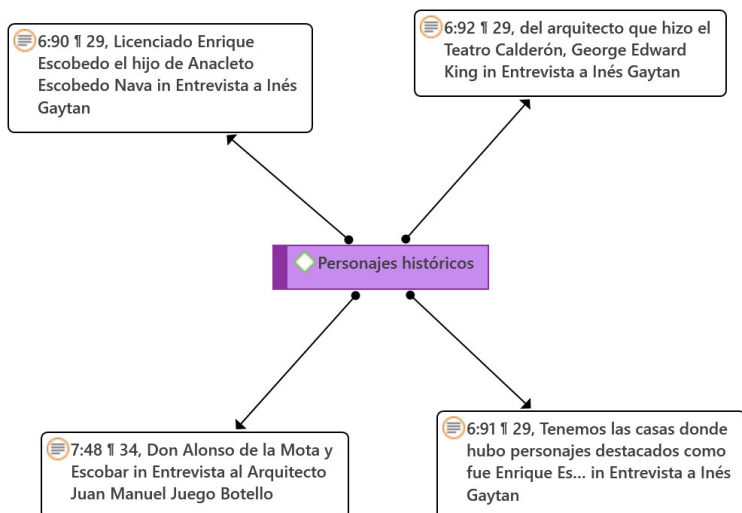 6:90 ¶ 29, Licenciado Enrique
Escobedo el hijo de Anacleto
Escobedo Nava in Entrevista a Inés
Gaytan
6:92 ¶ 29, del arquitecto que hizo el
Teatro Calderón, George Edward
King in Entrevista a Inés Gaytan
Personajes históricos
7:48 ¶ 34, Don Alonso de la Mota y
Escobar in Entrevista al Arquitecto
Juan Manuel Juego Botello
6:91 ¶ 29, Tenemos las casas donde
hubo personajes destacados como
fue Enrique Es… in Entrevista a Inés
Gaytan